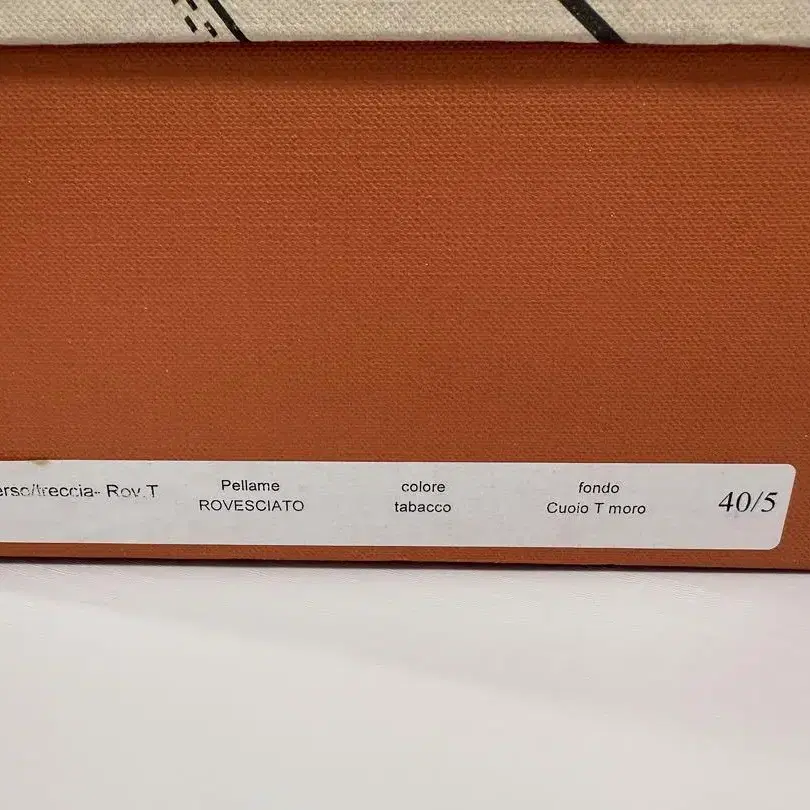 erso/treccia- Rov.T
Pellame
ROVESCIATO
colore
tabacco
fondo
Cuoio T moro
40/5